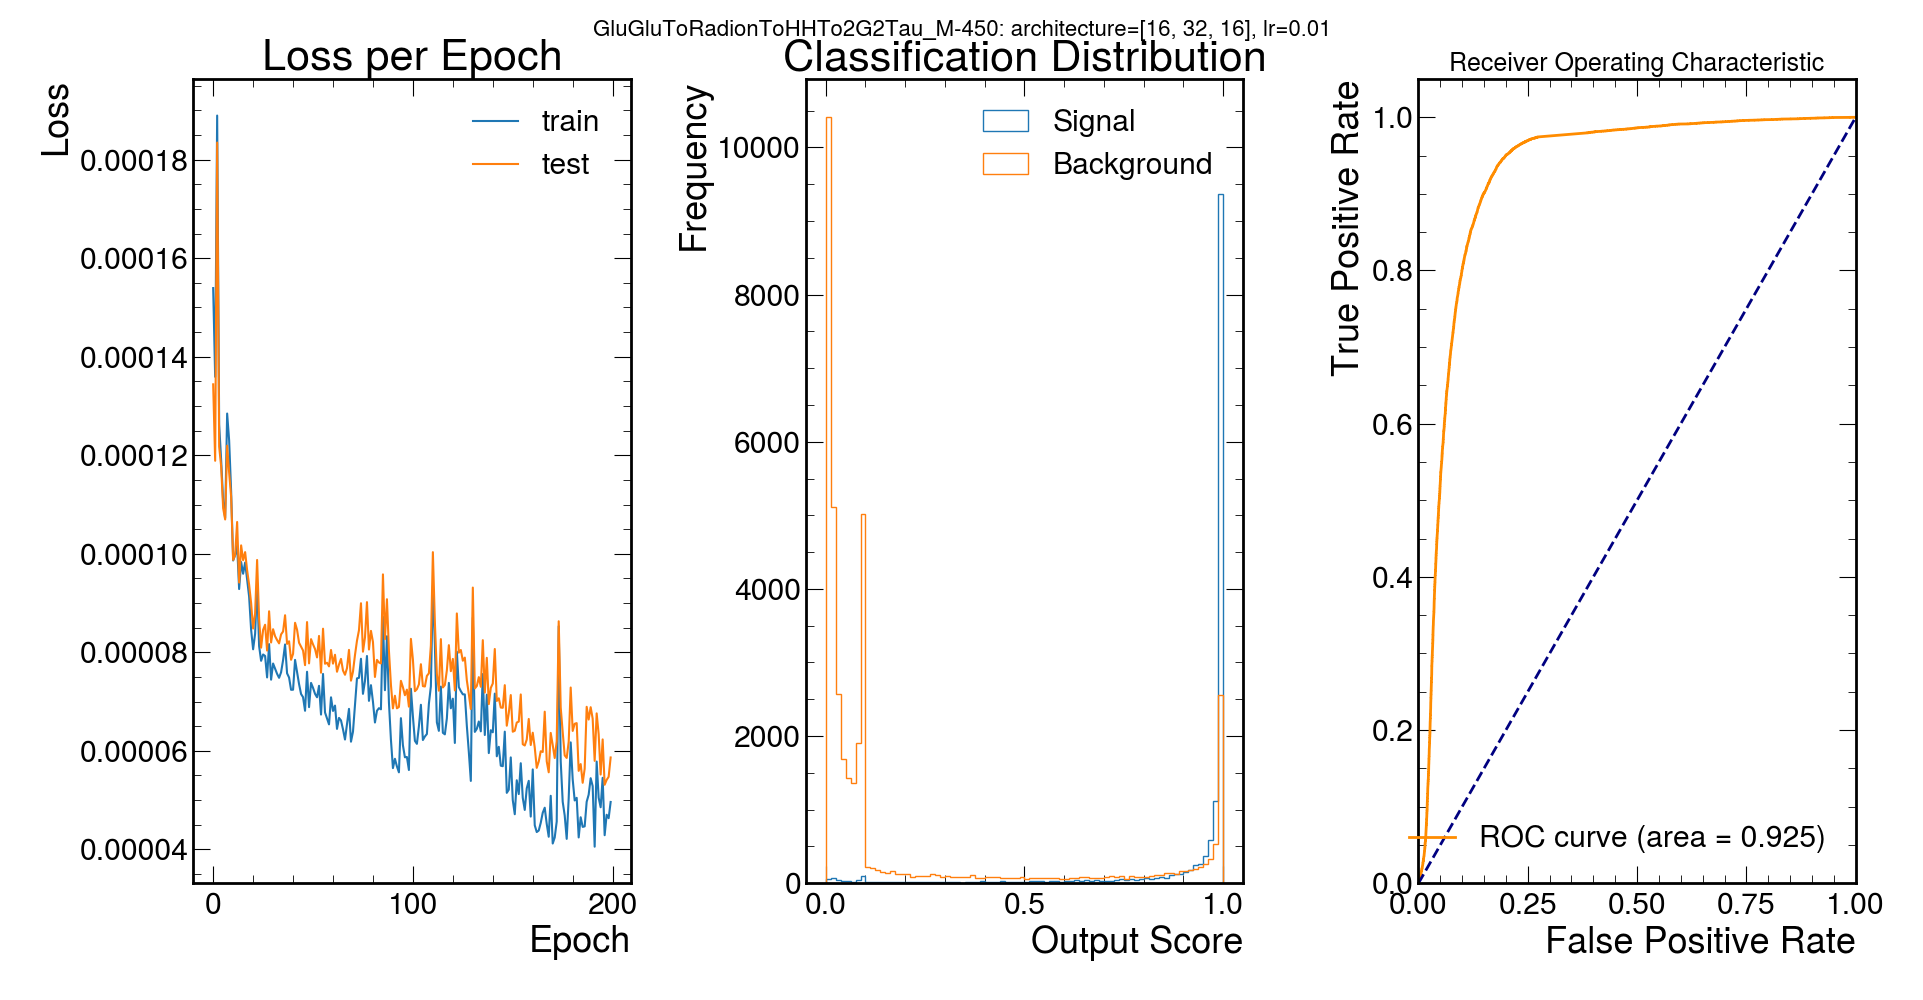 GluGluToRadionToHHTo2G2Tau_M-450: architecture=[16, 32, 16], lr=0.01
Loss per Epoch
Loss
train
test
0.00018
0.00016
0.00014
0.00012
0.00010
0.00008
0.00006
0.00004
0
100
200
Epoch
Classification Distribution
Frequency
Signal
Background
10000
8000
6000
4000
2000
0
0.0
0.5
1.0
Output Score
Receiver Operating Characteristic
True Positive Rate
1.0
0.8
0.6
0.4
0.2
0.0
ROC curve (area = 0.925)
0.00
0.25
0.50
0.75
1.00
False Positive Rate